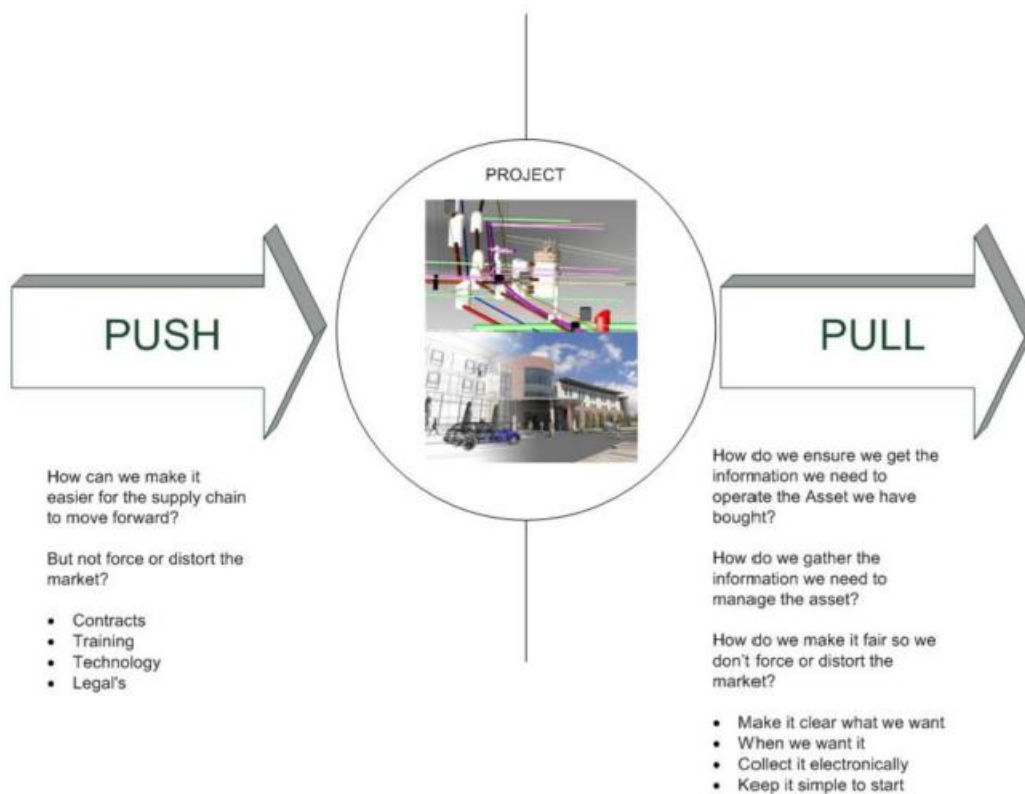 PROJECT
PUSH
PULL
How can we make it
easier for the supply chain
to move forward?
But not force or distort the
market?
• Contracts
• Training
• Technology
• Legal's
How do we ensure we get the
information we need to
operate the Asset we have
bought?
How do we gather the
information we need to
manage the asset?
How do we make it fair so we
don't force or distort the
market?
• Make it clear what we want
• When we want it
• Collect it electronically
• Keep it simple to start